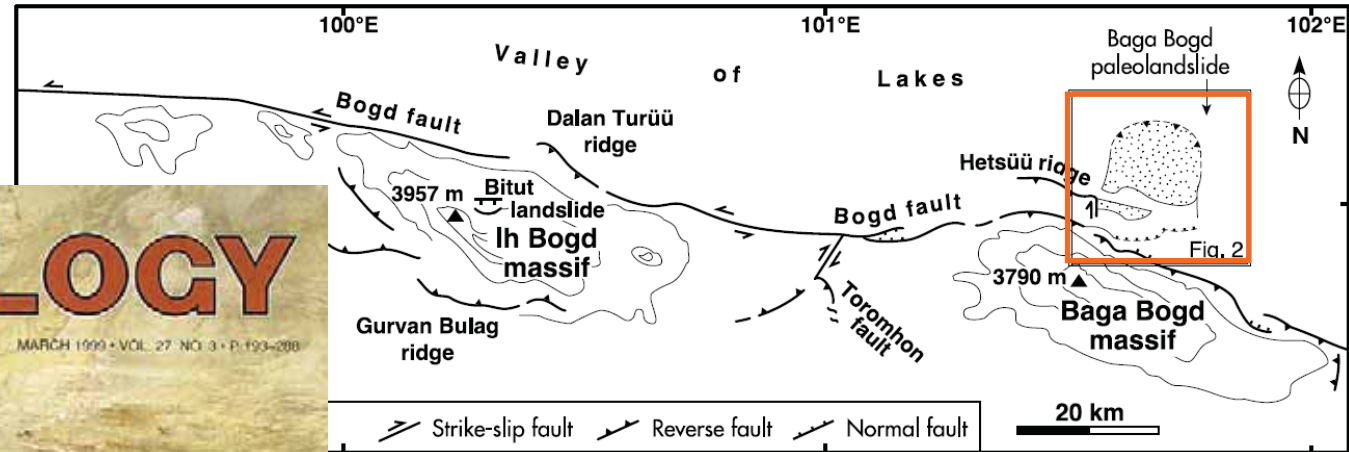 100°E
101°E
102°E
Valley of Lakes
Baga Bogd
paleolandslide
N
Bogd fault
Dalan Turüü
ridge
Hetsüü ridge
3957 m
Bitut
landslide
Ih Bogd
massif
Bogd fault
Fig. 2
3790 m
Baga Bogd
massif
Toromhon
fault
Gurvan Bulag
ridge
LOGY
MARCH 1999 • VOL. 27 NO. 3 • P. 193-288
Strike-slip fault
Reverse fault
Normal fault
20 km